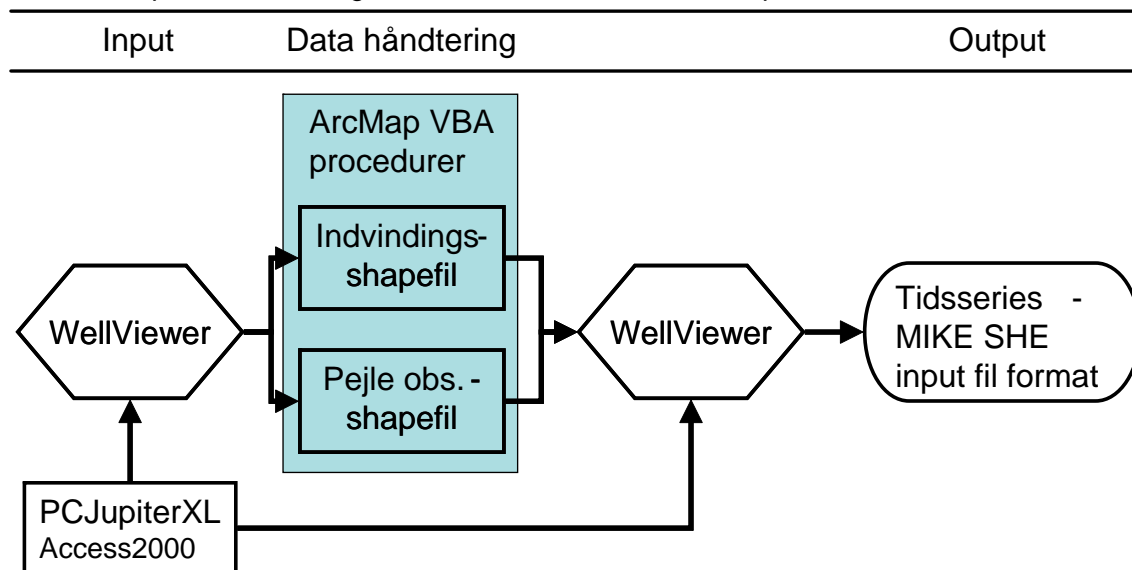 Input Data håndtering Output
ArcMap VBA
procedurer
Indvindings-
shapefil
Pejle obs. -
shapefil
WellViewer
WellViewer
Tidsseries -
MIKE SHE
input fil format
PCJupiterXL
Access2000